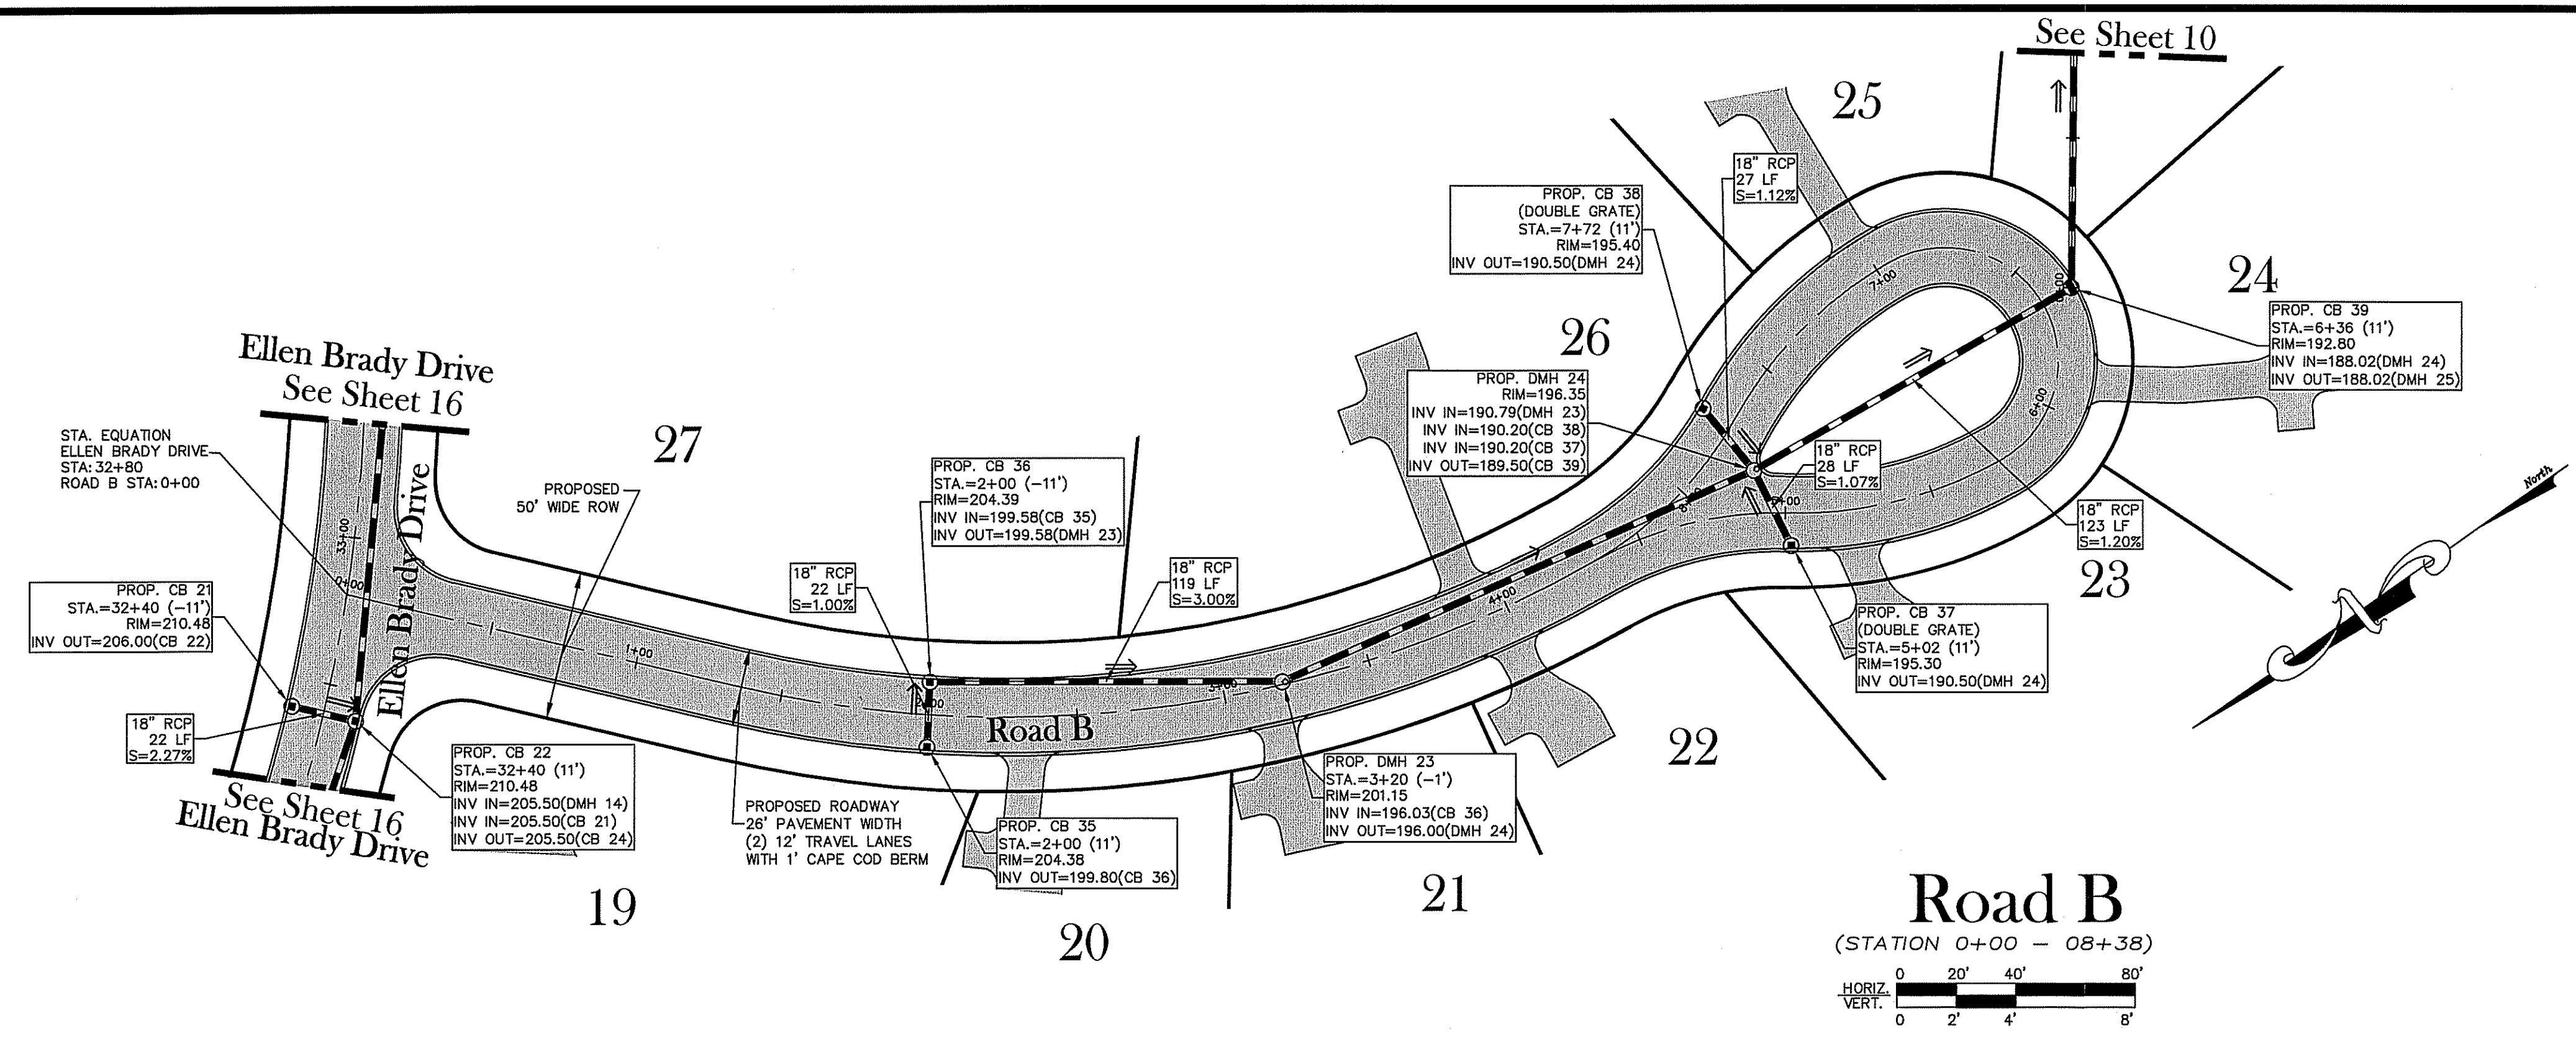 See Sheet 10
25
18" RCP
27 LF
S=1.12%
PROP. CB 38
(DOUBLE GRATE)
STA.=7+72 (11')
RIM=195.40
INV OUT=190.50(DMH 24)
24
7+00
PROP. CB 39
STA.=6+36 (11')
RIM=192.80
INV IN=188.02(DMH 24)
INV OUT=188.02(DMH 25)
26
Ellen Brady Drive
See Sheet 16
PROP. DMH 24
RIM=196.35
INV IN=190.79(DMH 23)
INV IN=190.20(CB 38)
INV IN=190.20(CB 37)
INV OUT=189.50(CB 39)
6+00
STA. EQUATION
ELLEN BRADY DRIVE
STA:32+80
ROAD B STA:0+00
27
18" RCP
28 LF
S=1.07%
PROP. CB 36
STA.=2+00 (-11')
RIM=204.39
INV IN=199.58(CB 35)
INV OUT=199.58(DMH 23)
PROPOSED
50' WIDE ROW
North
18" RCP
123 LF
S=1.20%
33+00
Ellen Brady Drive
0+00
18" RCP
22 LF
S=1.00%
18" RCP
119 LF
S=3.00%
23
PROP. CB 21
STA.=32+40 (-11')
RIM=210.48
INV OUT=206.00(CB 22)
4+00
PROP. CB 37
(DOUBLE GRATE)
STA.=5+02 (11')
RIM=195.30
INV OUT=190.50(DMH 24)
1+00
3+00
Road B
18" RCP
22 LF
S=2.27%
22
PROP. CB 22
STA.=32+40 (11')
RIM=210.48
INV IN=205.50(DMH 14)
INV IN=205.50(CB 21)
INV OUT=205.50(CB 24)
PROP. DMH 23
STA.=3+20 (-1')
RIM=201.15
INV IN=196.03(CB 36)
INV OUT=196.00(DMH 24)
See Sheet 16
Ellen Brady Drive
PROPOSED ROADWAY
26' PAVEMENT WIDTH
(2) 12' TRAVEL LANES
WITH 1' CAPE COD BERM
PROP. CB 35
STA.=2+00 (11')
RIM=204.38
INV OUT=199.80(CB 36)
19
20
21
Road B
(STATION 0+00 - 08+38)
0 20' 40' 80'
HORIZ.
VERT.
0 2' 4' 8'